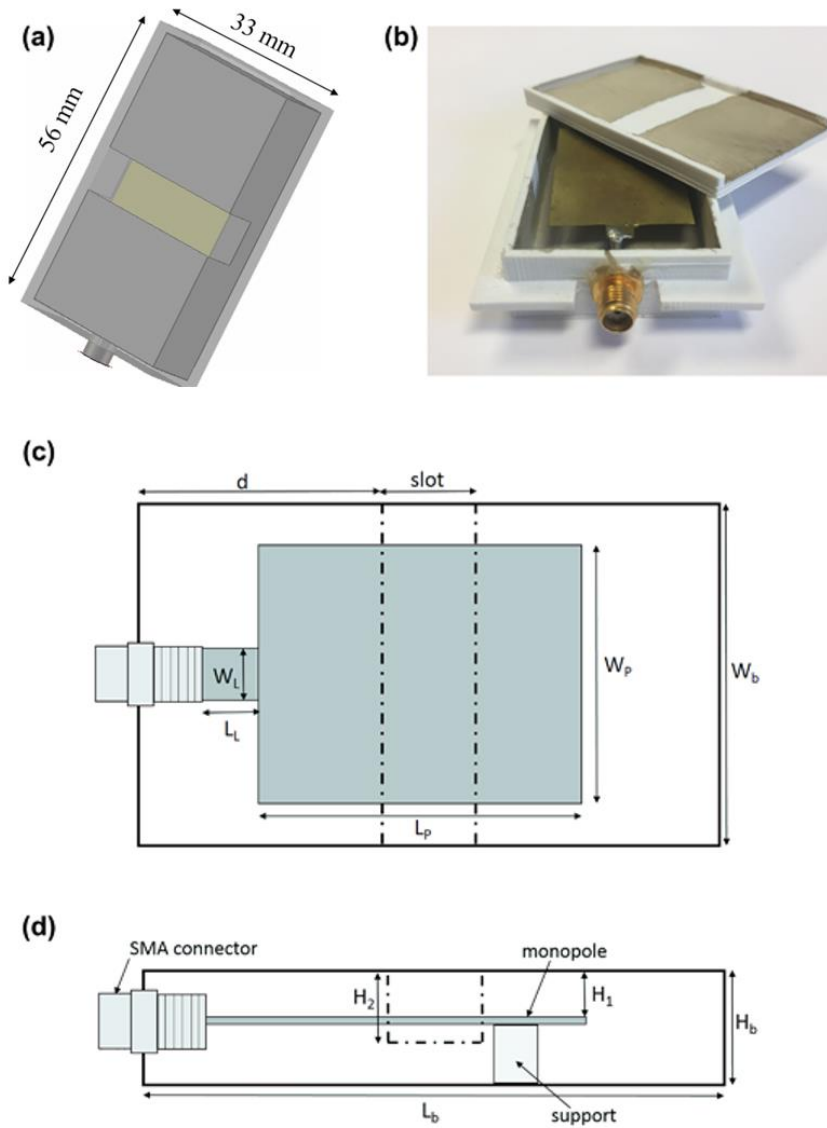 (a)
33 mm
56 mm
(b)
(c)
d
slot
W_L
L_L
W_P
W_b
L_P
(d)
SMA connector
monopole
H_2
H_1
H_b
L_b
support